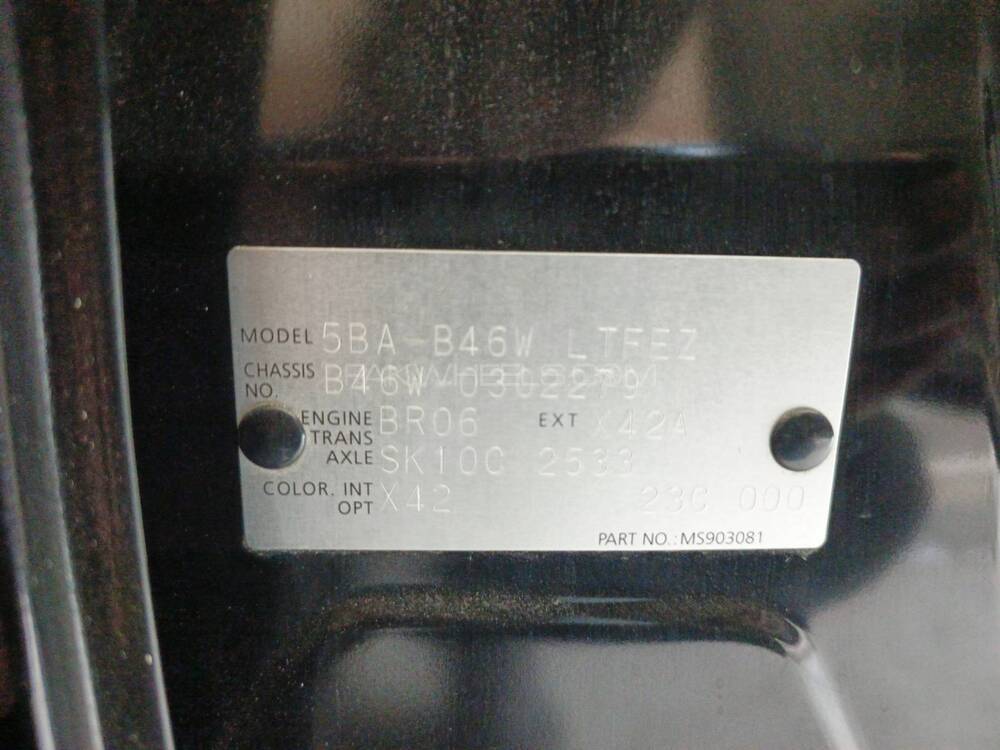 MODEL 5BA-B46W LTFEZ
CHASSIS NO. B46W-0302279
ENGINE BR06 EXT X42A
TRANS AXLE SK10C 2533
COLOR. INT OPT X42 23C 000
PART NO.: MS903081